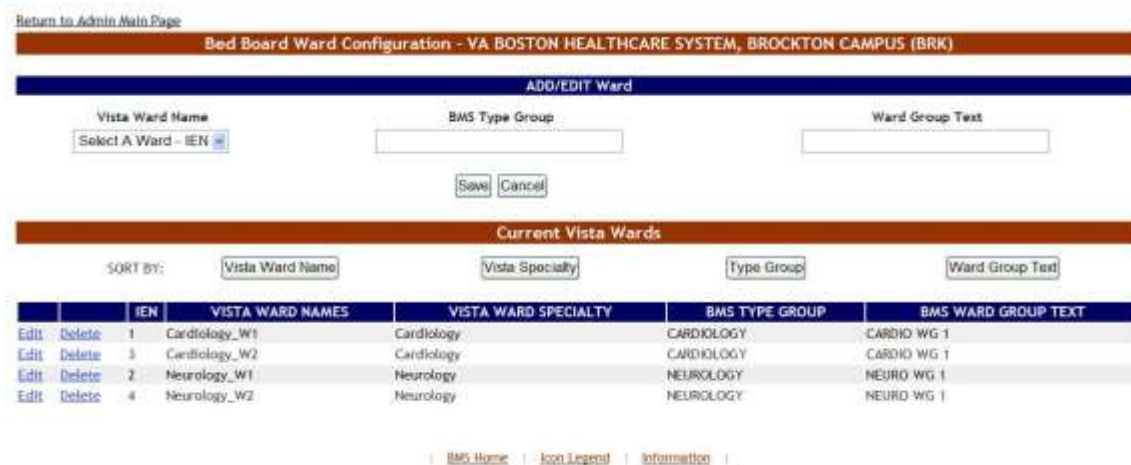 Return to Admin Main Page
Bed Board Ward Configuration - VA BOSTON HEALTHCARE SYSTEM, BROCKTON CAMPUS (BRK)
ADD/EDIT Ward
Vista Ward Name BMS Type Group Ward Group Text
Select A Ward - IEN
Save Cancel
Current Vista Wards
SORT BY: Vista Ward Name Vista Specialty Type Group Ward Group Text
IEN VISTA WARD NAMES VISTA WARD SPECIALTY BMS TYPE GROUP BMS WARD GROUP TEXT
Edit Delete 1 Cardiology_W1 Cardiology CARDIOLOGY CARDIO WG 1
Edit Delete 3 Cardiology_W2 Cardiology CARDIOLOGY CARDIO WG 1
Edit Delete 2 Neurology_W1 Neurology NEUROLOGY NEURO WG 1
Edit Delete 4 Neurology_W2 Neurology NEUROLOGY NEURO WG 1
| BMS Home | Icon Legend | Information |